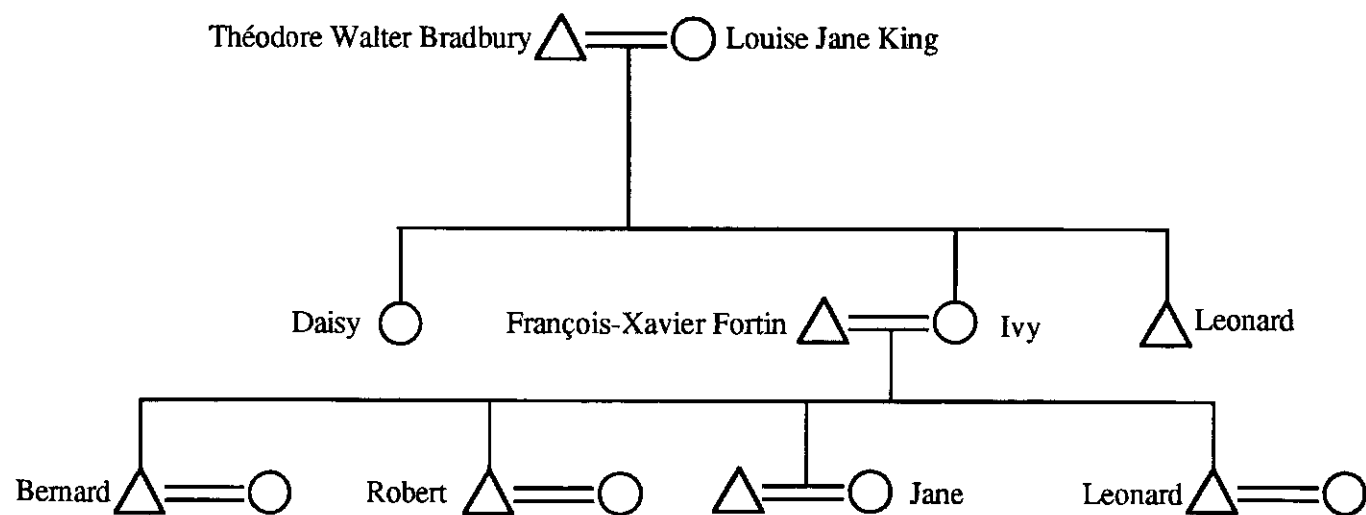 Théodore Walter Bradbury Louise Jane King
Daisy François-Xavier Fortin Ivy Leonard
Bernard Robert Jane Leonard